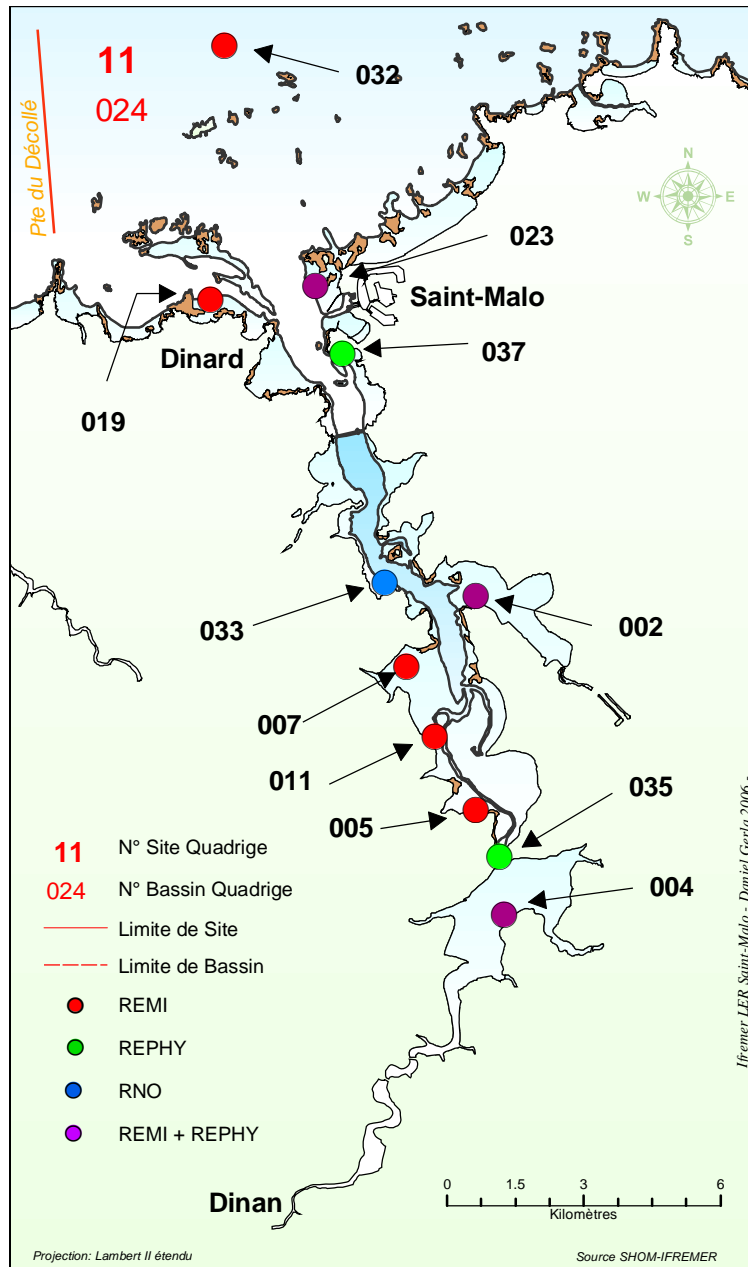 11
024
Pte du Décollé
032
N
W E
S
023
Saint-Malo
019
Dinard
037
033
002
007
011
035
005
004
11 N° Site Quadrige
024 N° Bassin Quadrige
Limite de Site
Limite de Bassin
REMI
REPHY
RNO
REMI + REPHY
Dinan
0 1.5 3 6
Kilomètres
Projection: Lambert II étendu
Source SHOM-IFREMER
Ifremer LER Saint-Malo - Daniel Gerla 2006 -